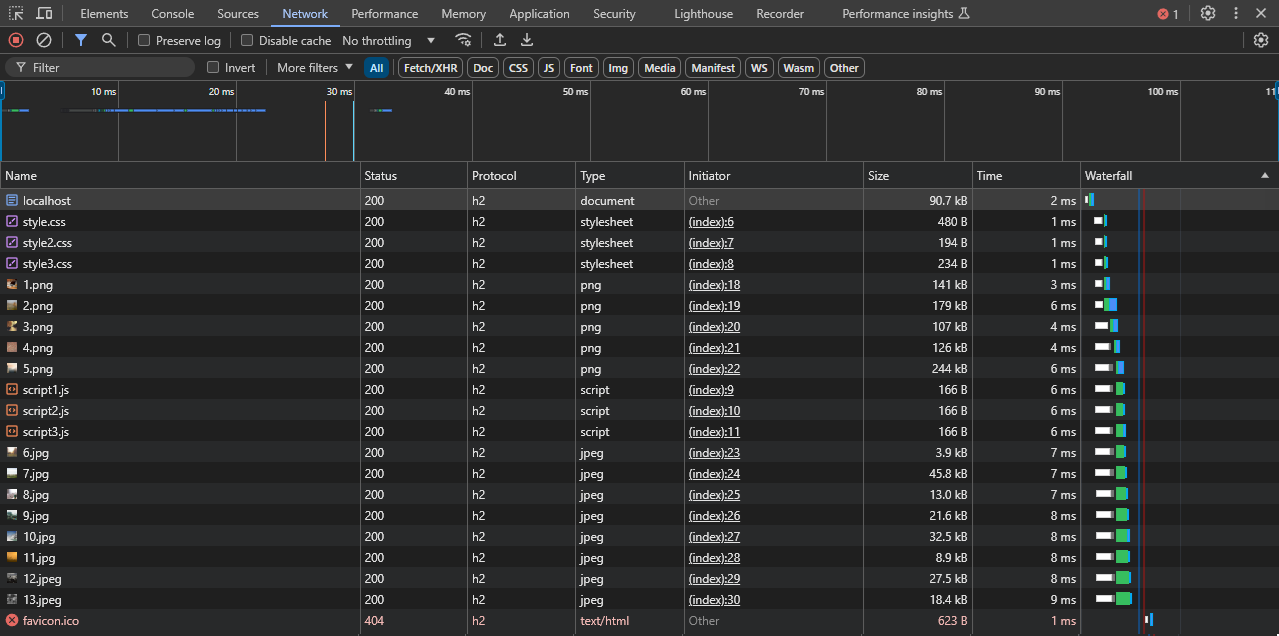 Elements Console Sources Network Performance Memory Application Security Lighthouse Recorder Performance insights 1
Preserve log Disable cache No throttling
Filter Invert More filters All Fetch/XHR Doc CSS JS Font Img Media Manifest WS Wasm Other
10 ms 20 ms 30 ms 40 ms 50 ms 60 ms 70 ms 80 ms 90 ms 100 ms
Name Status Protocol Type Initiator Size Time Waterfall
localhost 200 h2 document Other 90.7 kB 2 ms
style.css 200 h2 stylesheet (index):6 480 B 1 ms
style2.css 200 h2 stylesheet (index):7 194 B 1 ms
style3.css 200 h2 stylesheet (index):8 234 B 1 ms
1.png 200 h2 png (index):18 141 kB 3 ms
2.png 200 h2 png (index):19 179 kB 6 ms
3.png 200 h2 png (index):20 107 kB 4 ms
4.png 200 h2 png (index):21 126 kB 4 ms
5.png 200 h2 png (index):22 244 kB 6 ms
script1.js 200 h2 script (index):9 166 B 6 ms
script2.js 200 h2 script (index):10 166 B 6 ms
script3.js 200 h2 script (index):11 166 B 6 ms
6.jpg 200 h2 jpeg (index):23 3.9 kB 7 ms
7.jpg 200 h2 jpeg (index):24 45.8 kB 7 ms
8.jpg 200 h2 jpeg (index):25 13.0 kB 7 ms
9.jpg 200 h2 jpeg (index):26 21.6 kB 8 ms
10.jpg 200 h2 jpeg (index):27 32.5 kB 8 ms
11.jpg 200 h2 jpeg (index):28 8.9 kB 8 ms
12.jpeg 200 h2 jpeg (index):29 27.5 kB 8 ms
13.jpeg 200 h2 jpeg (index):30 18.4 kB 9 ms
favicon.ico 404 h2 text/html Other 623 B 1 ms